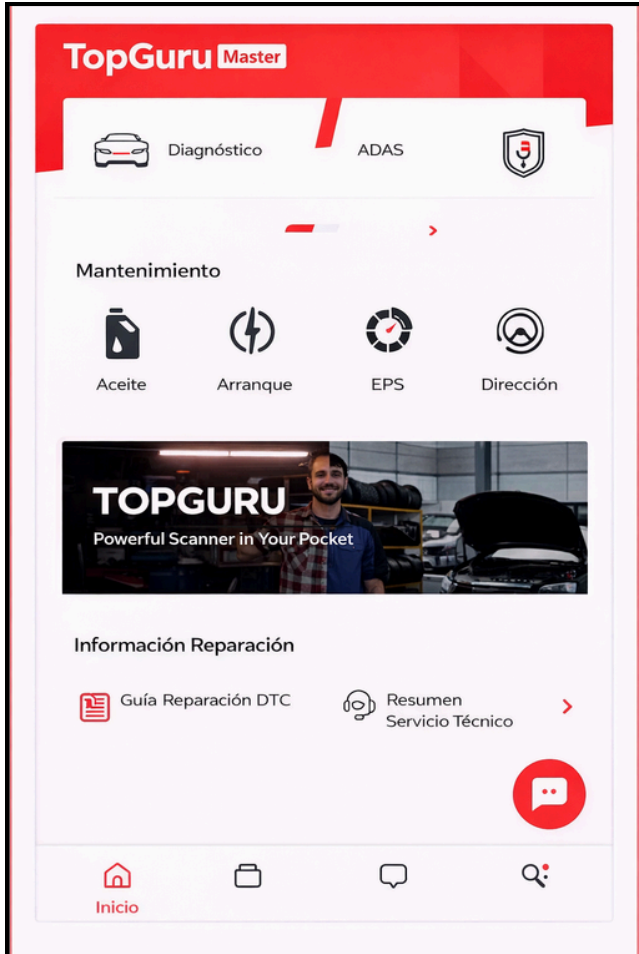 TopGuru Master
Diagnóstico
ADAS
Mantenimiento
Aceite
Arranque
EPS
Dirección
TOPGURU
Powerful Scanner in Your Pocket
Información Reparación
Guía Reparación DTC
Resumen
Servicio Técnico
Inicio